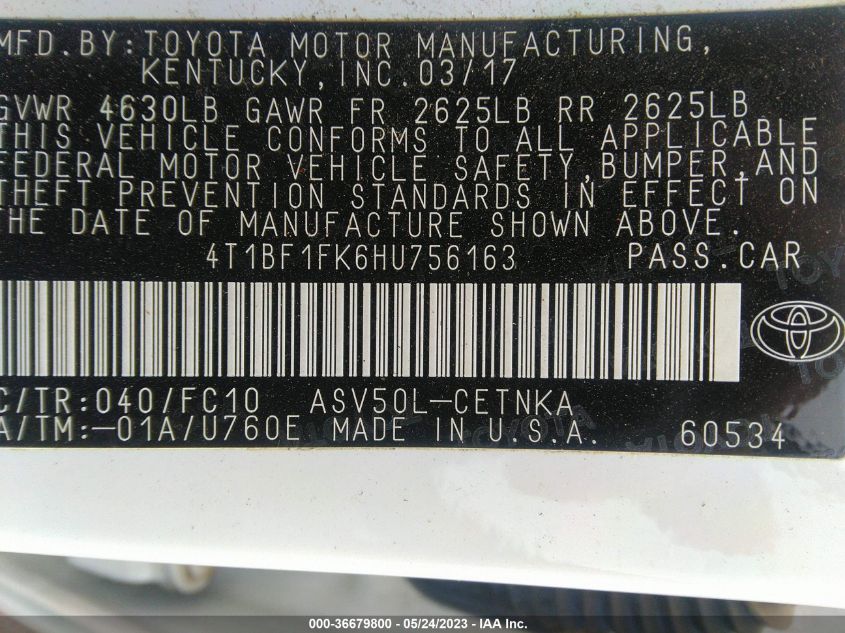 MFD. BY: TOYOTA MOTOR MANUFACTURING,
KENTUCKY, INC. 03/17
GVWR 4630LB GAWR FR 2625LB RR 2625LB
THIS VEHICLE CONFORMS TO ALL APPLICABLE
FEDERAL MOTOR VEHICLE SAFETY, BUMPER, AND
THEFT PREVENTION STANDARDS IN EFFECT ON
THE DATE OF MANUFACTURE SHOWN ABOVE.
4T1BF1FK6HU756163 PASS. CAR
C/TR: 040/FC10 ASV50L-CETNKA
A/TM: -01A/U760E MADE IN U.S.A. 60534
000-36679800 - 05/24/2023 - IAA Inc.